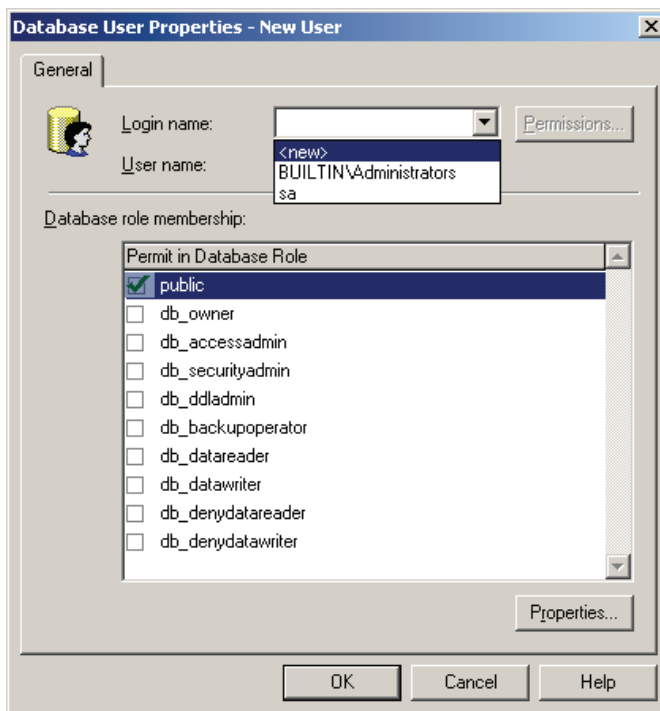 Database User Properties - New User
General
Login name:
Permissions...
<new>
User name:
BUILTIN\Administrators
sa
Database role membership:
Permit in Database Role
public
db_owner
db_accessadmin
db_securityadmin
db_ddladmin
db_backupoperator
db_datareader
db_datawriter
db_denydatareader
db_denydatawriter
Properties...
OK
Cancel
Help